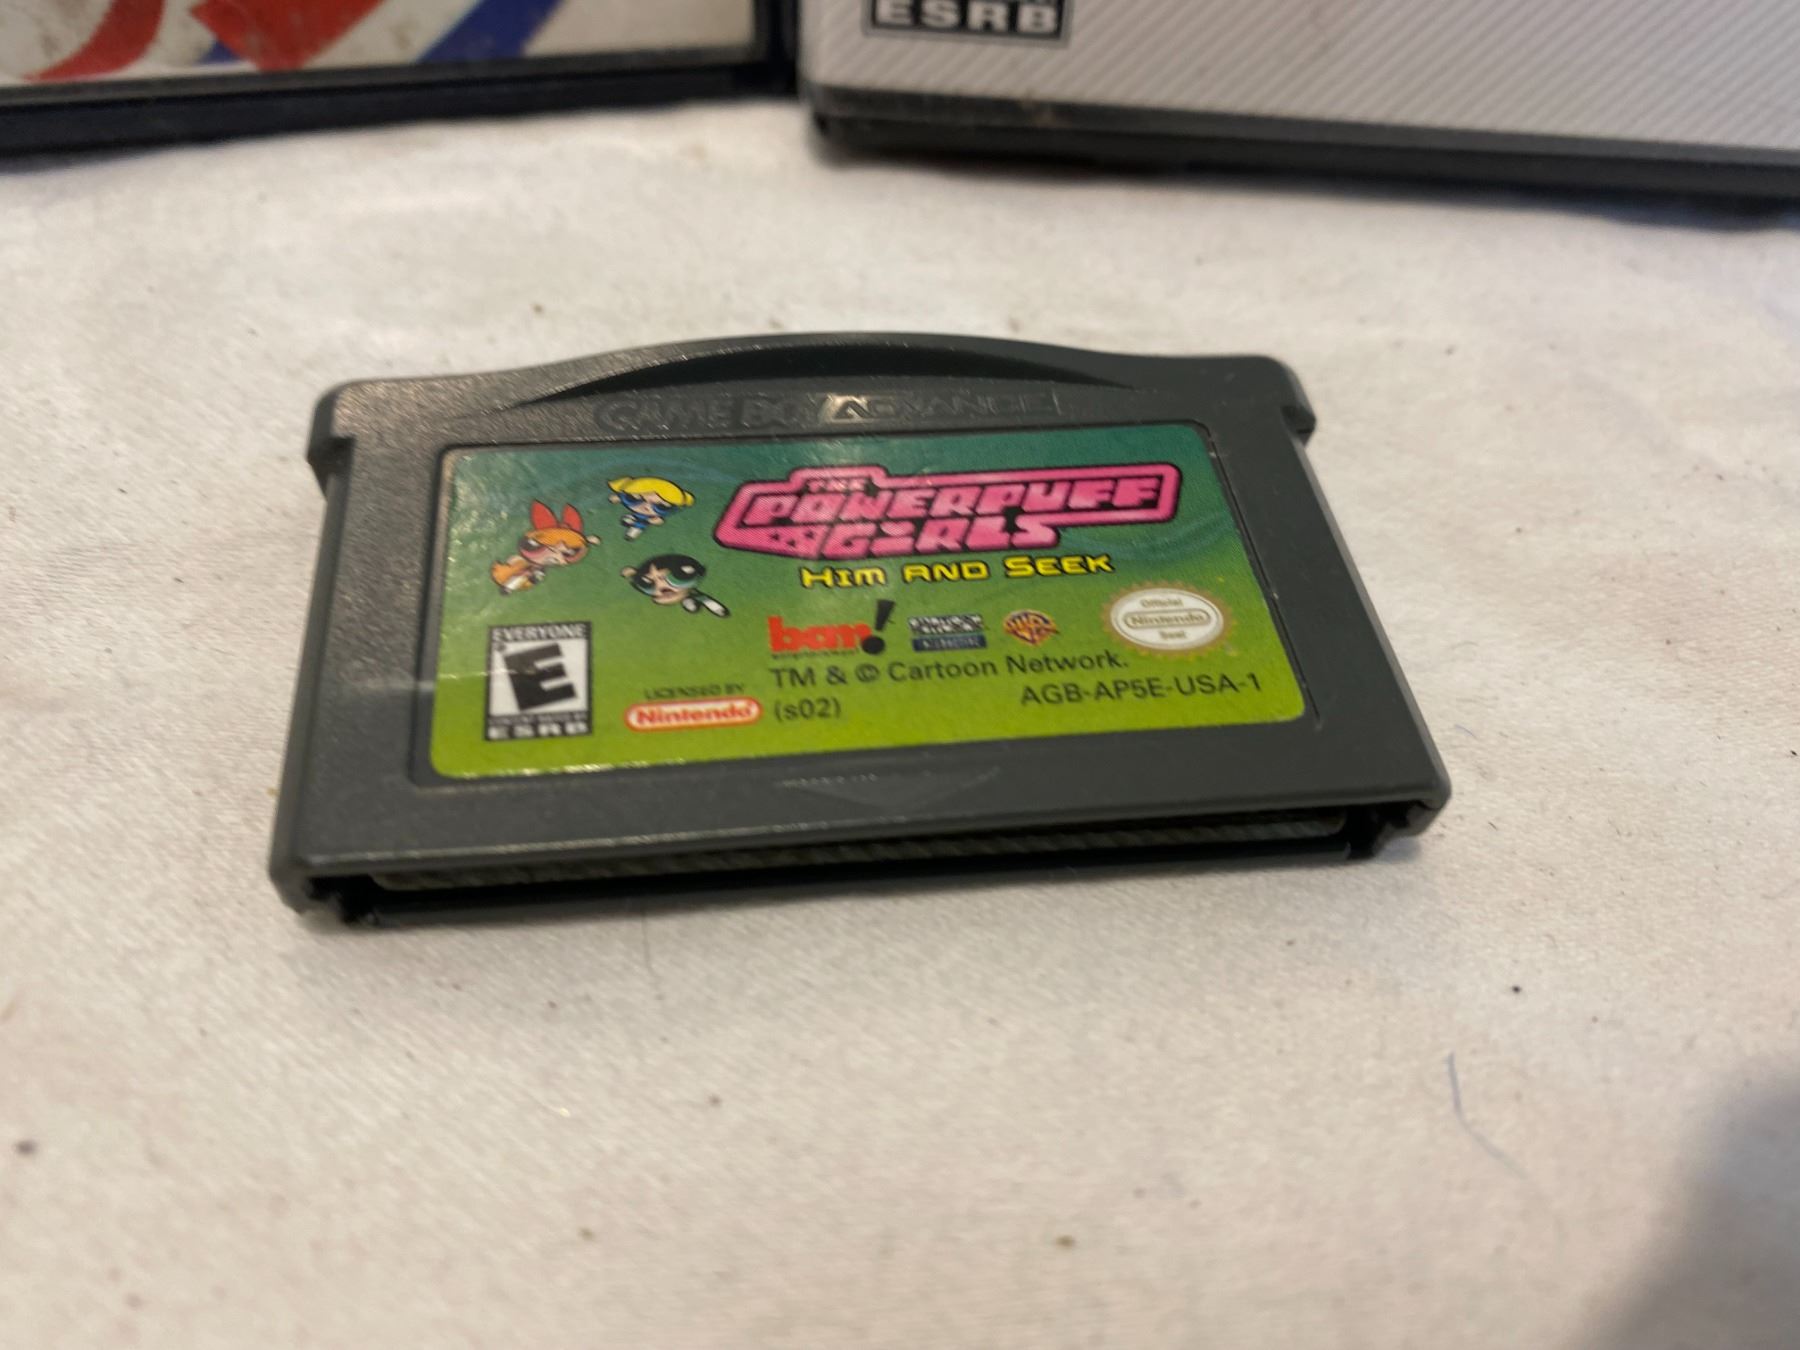 ESRB
GAME BOY ADVANCE
THE
POWERPUFF
GIRLS
HIM AND SEEK
EVERYONE
E
ESRB
LICENSED BY
Nintendo
bam!
WB
Official
Nintendo
Seal
TM & © Cartoon Network.
(s02)
AGB-AP5E-USA-1